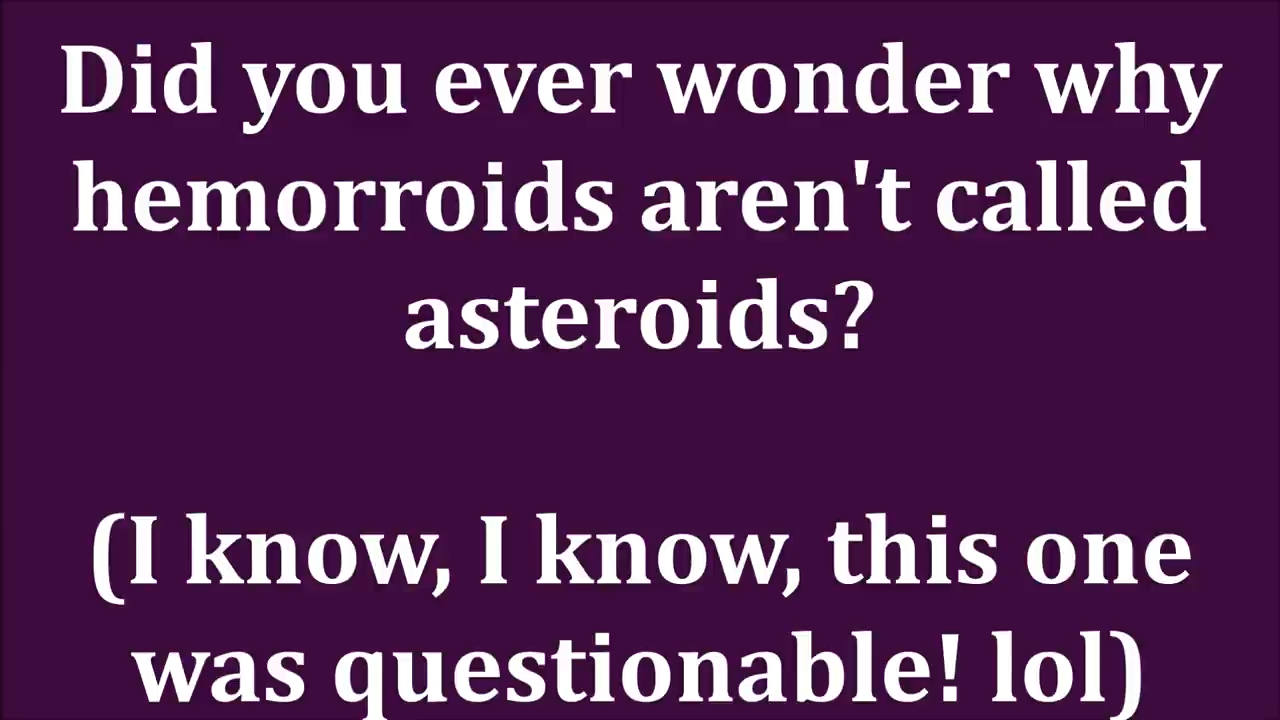 Did you ever wonder why
hemorroids aren't called
asteroids?
(I know, I know, this one
was questionable! lol)